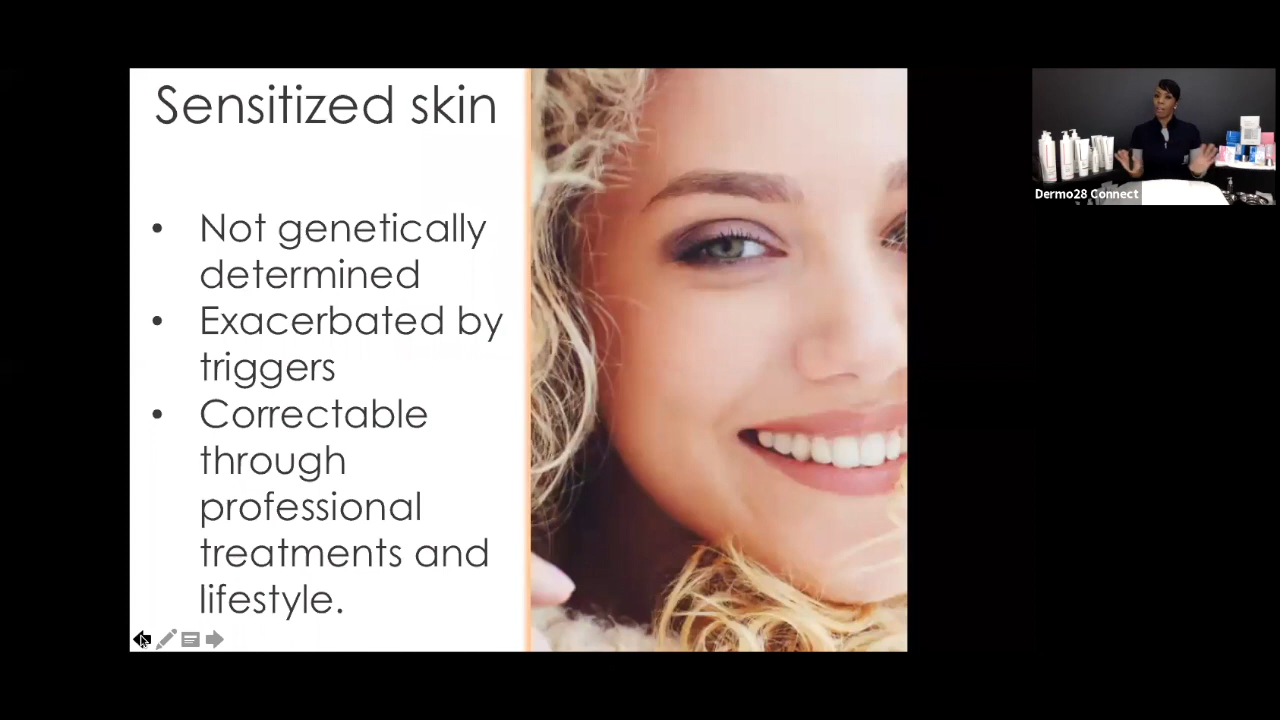 Sensitized skin
• Not genetically
determined
• Exacerbated by
triggers
• Correctable
through
professional
treatments and
lifestyle.
Dermo28 Connect